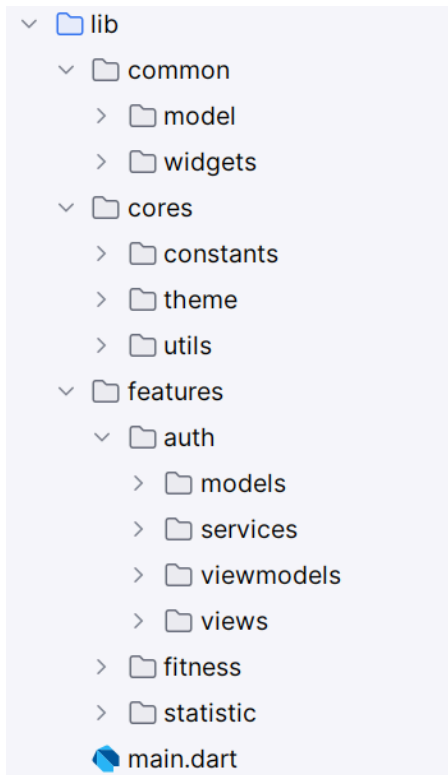 lib
common
model
widgets
cores
constants
theme
utils
features
auth
models
services
viewmodels
views
fitness
statistic
main.dart